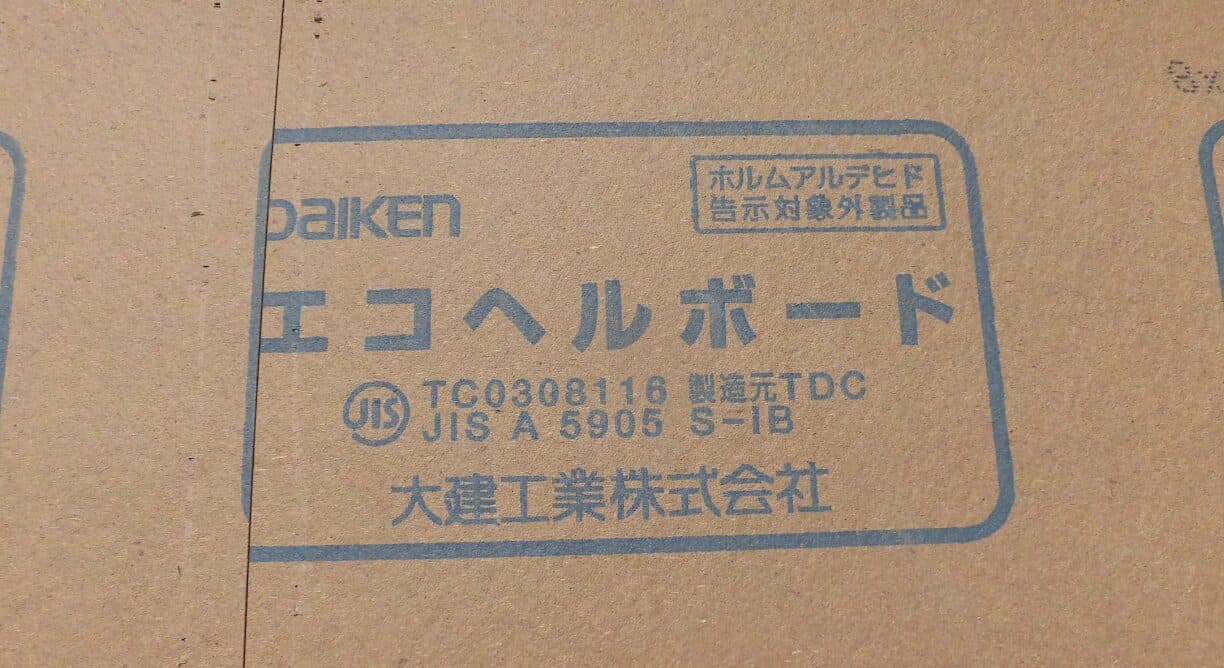 ホルムアルデヒド
告示対象外製品
DAIKEN
エコヘルボード
JIS TC0308116 製造元TDC
JIS A 5905 S-IB
大建工業株式会社